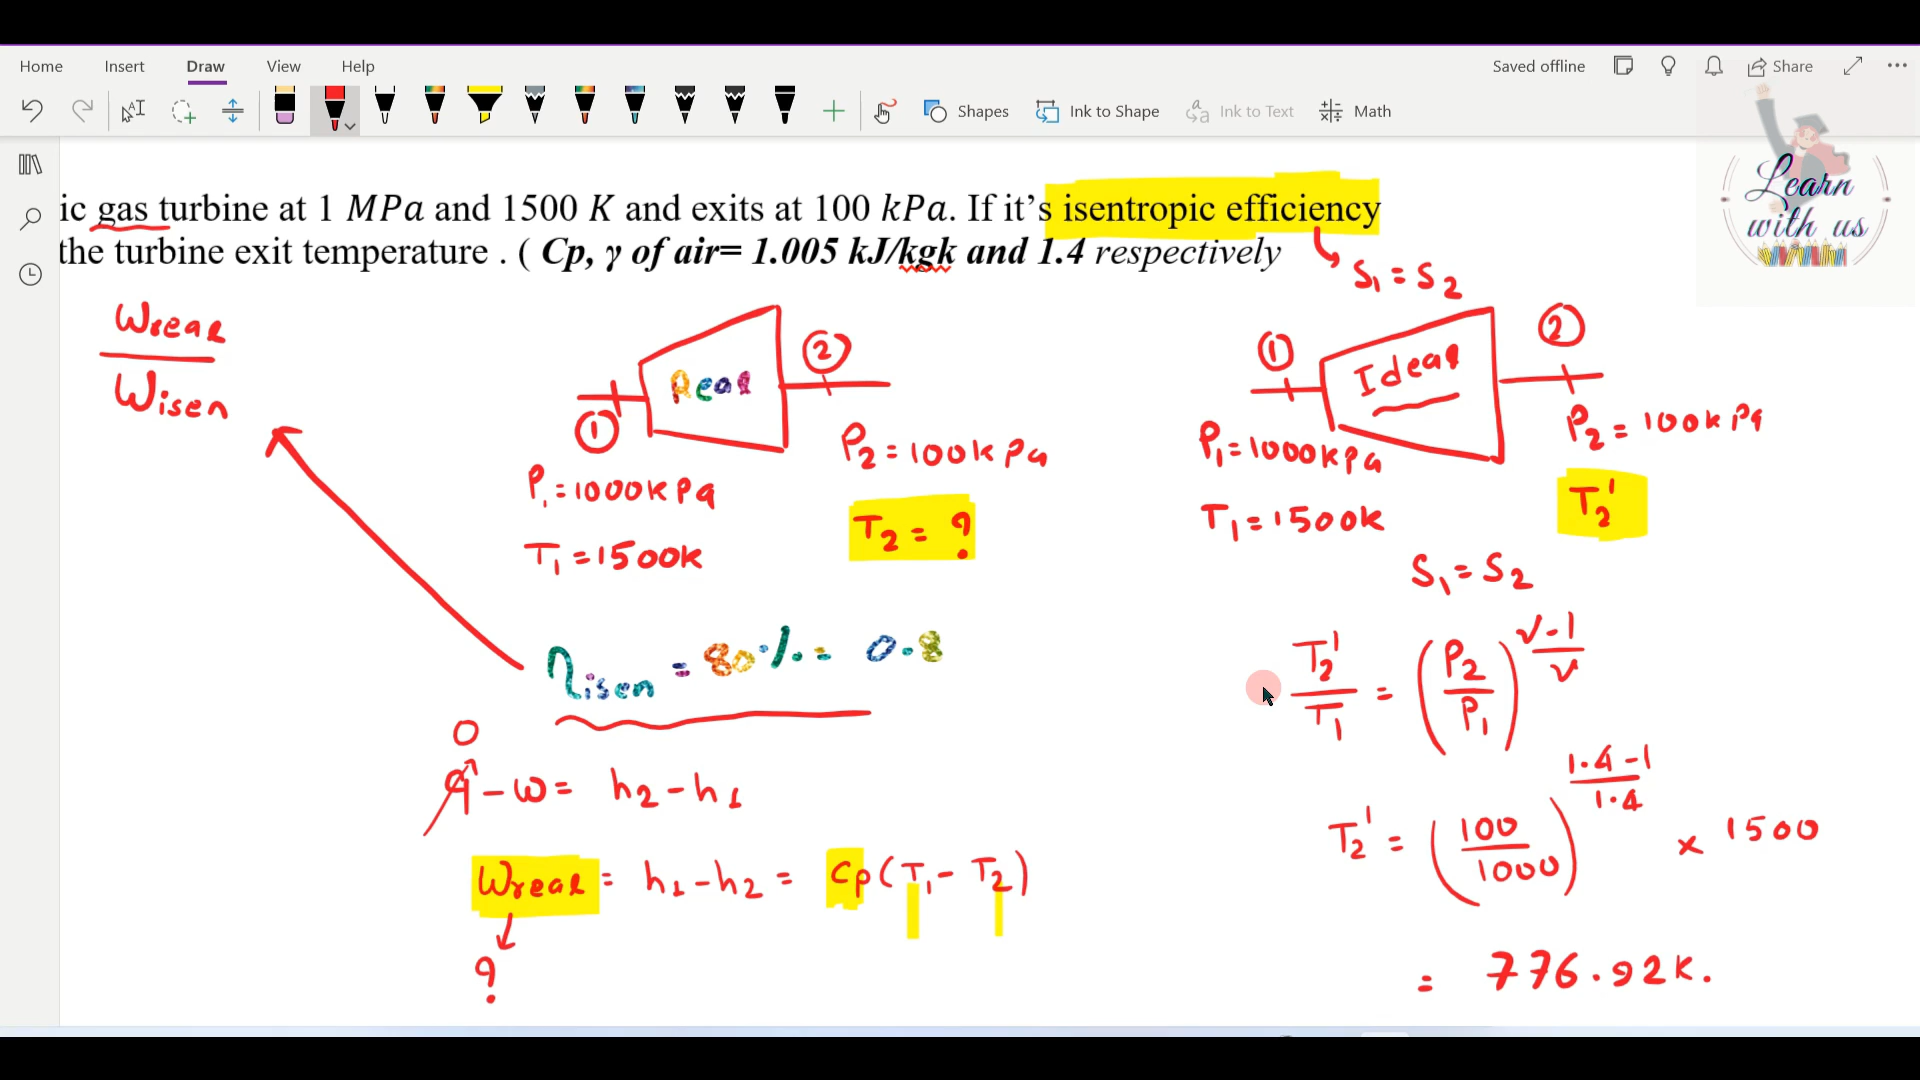 Home Insert Draw View Help Saved offline Share
Shapes Ink to Shape Ink to Text Math
Learn with us
ic gas turbine at 1 MPa and 1500 K and exits at 100 kPa. If it's isentropic efficiency
the turbine exit temperature . ( Cp, γ of air= 1.005 kJ/kgk and 1.4 respectively
S1 = S2
Wreal / Wisen
Real
1
2
P1 = 1000kPa
T1 = 1500K
P2 = 100kPa
T2 = ?
Ideal
1
2
P1 = 1000kPa
T1 = 1500K
P2 = 100kPa
T2'
S1 = S2
ηisen = 80% = 0.8
T2'/T1 = (P2/P1)^(γ-1/γ)
0
q - w = h2 - h1
T2' = (100/1000)^(1.4-1/1.4) × 1500
Wreal = h1 - h2 = Cp(T1 - T2)
?
= 776.92K.